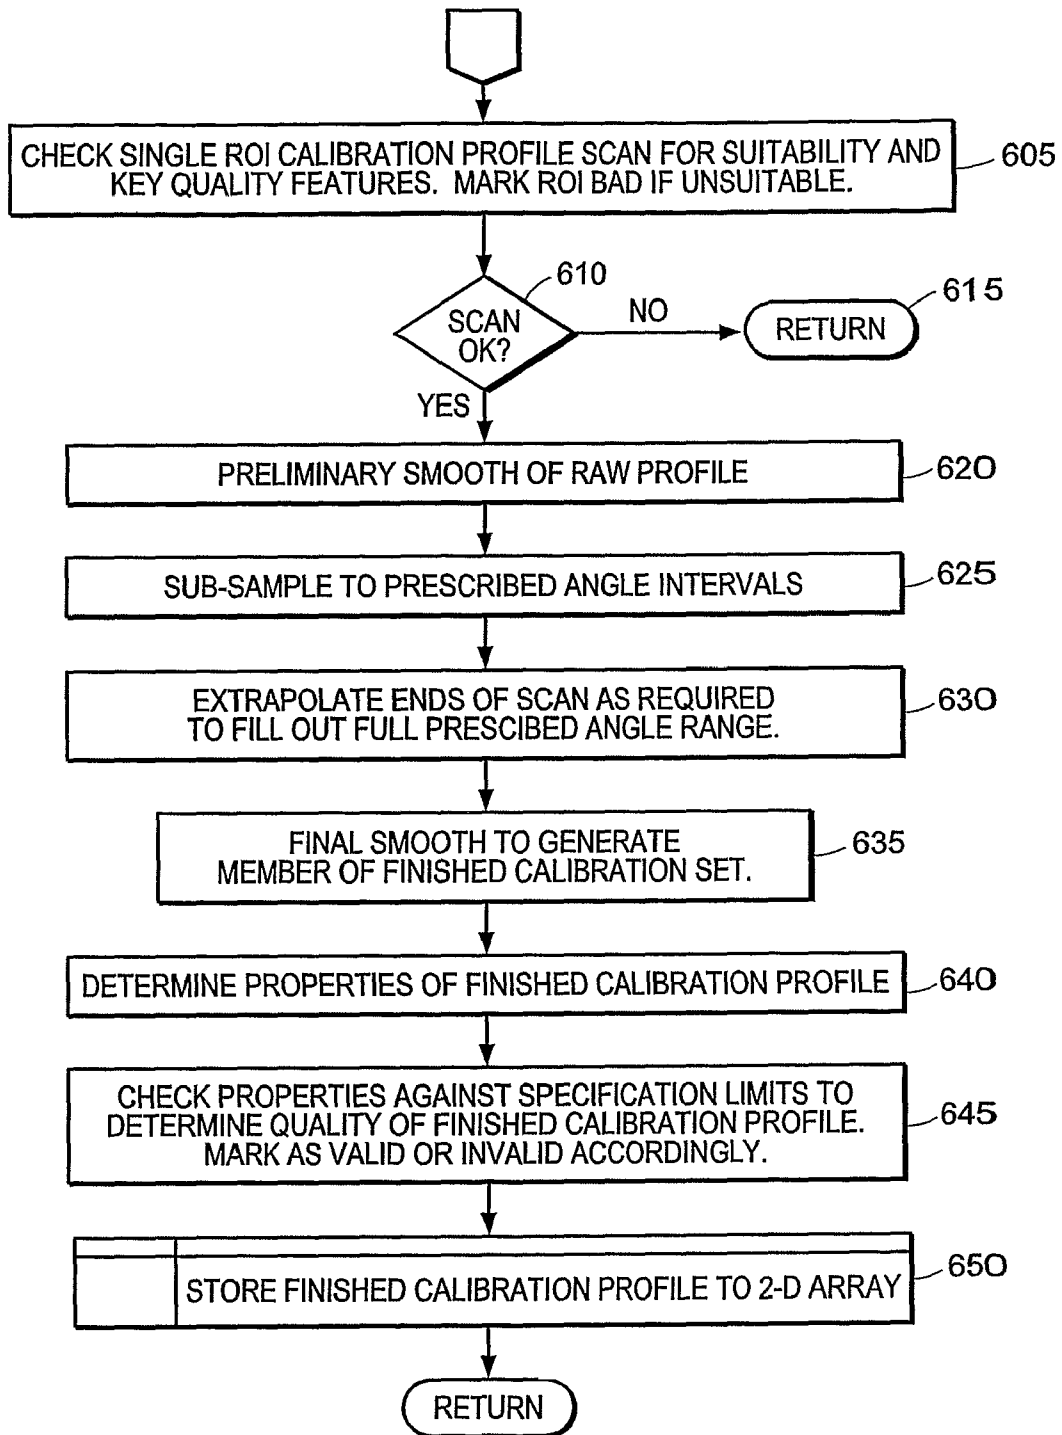 CHECK SINGLE ROI CALIBRATION PROFILE SCAN FOR SUITABILITY AND
KEY QUALITY FEATURES. MARK ROI BAD IF UNSUITABLE.
605
610
SCAN
OK?
NO
615
RETURN
YES
PRELIMINARY SMOOTH OF RAW PROFILE
620
SUB-SAMPLE TO PRESCRIBED ANGLE INTERVALS
625
EXTRAPOLATE ENDS OF SCAN AS REQUIRED
TO FILL OUT FULL PRESCIBED ANGLE RANGE.
630
FINAL SMOOTH TO GENERATE
MEMBER OF FINISHED CALIBRATION SET.
635
DETERMINE PROPERTIES OF FINISHED CALIBRATION PROFILE
640
CHECK PROPERTIES AGAINST SPECIFICATION LIMITS TO
DETERMINE QUALITY OF FINISHED CALIBRATION PROFILE.
MARK AS VALID OR INVALID ACCORDINGLY.
645
STORE FINISHED CALIBRATION PROFILE TO 2-D ARRAY
650
RETURN